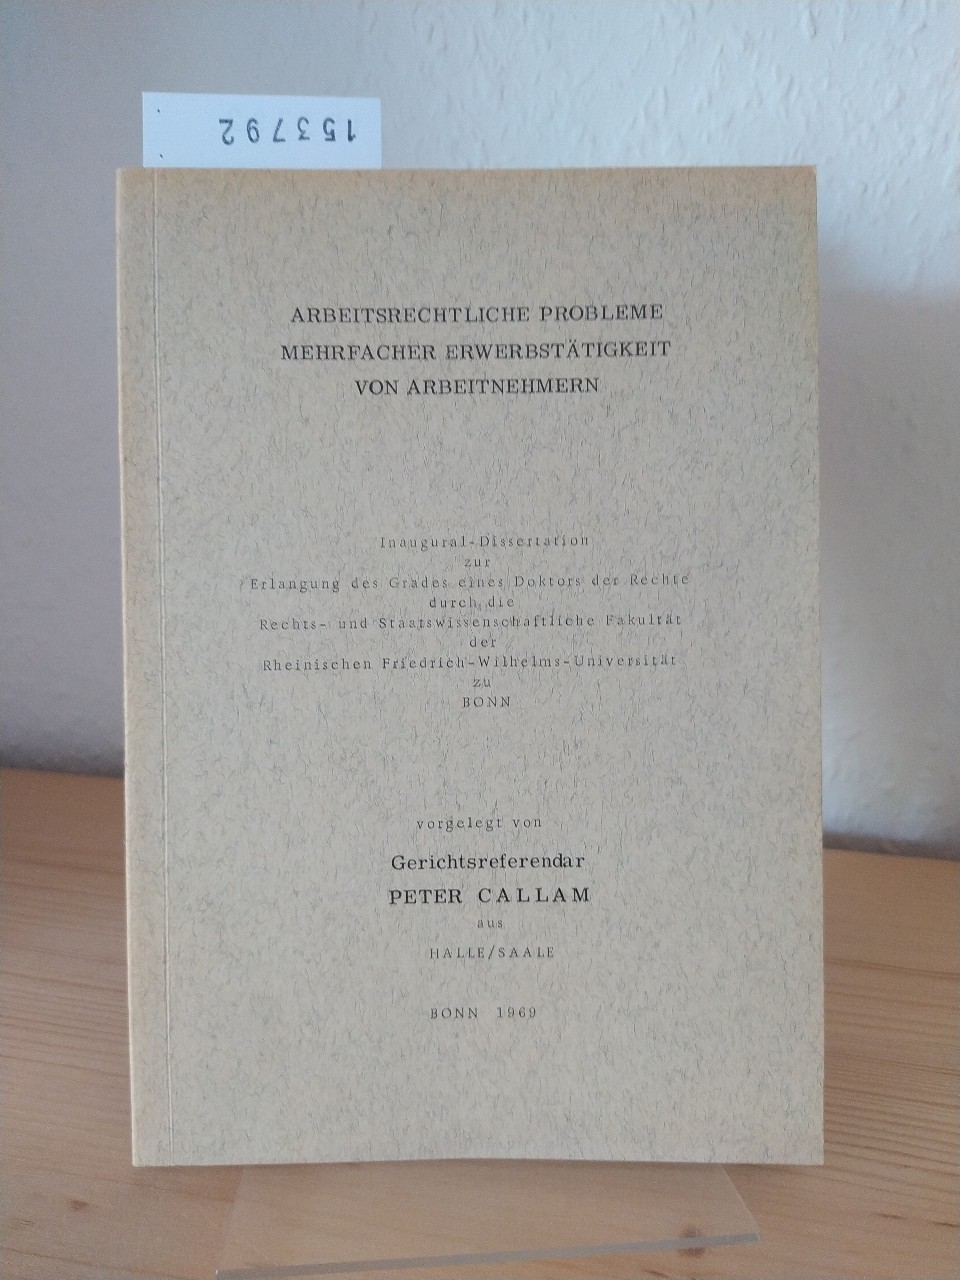 153792
ARBEITSRECHTLICHE PROBLEME
MEHRFACHER ERWERBSTÄTIGKEIT
VON ARBEITNEHMERN
Inaugural-Dissertation
zur
Erlangung des Grades eines Doktors der Rechte
durch die
Rechts- und Staatswissenschaftliche Fakultät
der
Rheinischen Friedrich-Wilhelms-Universität
zu
BONN
vorgelegt von
Gerichtsreferendar
PETER CALLAM
aus
HALLE/SAALE
BONN 1969